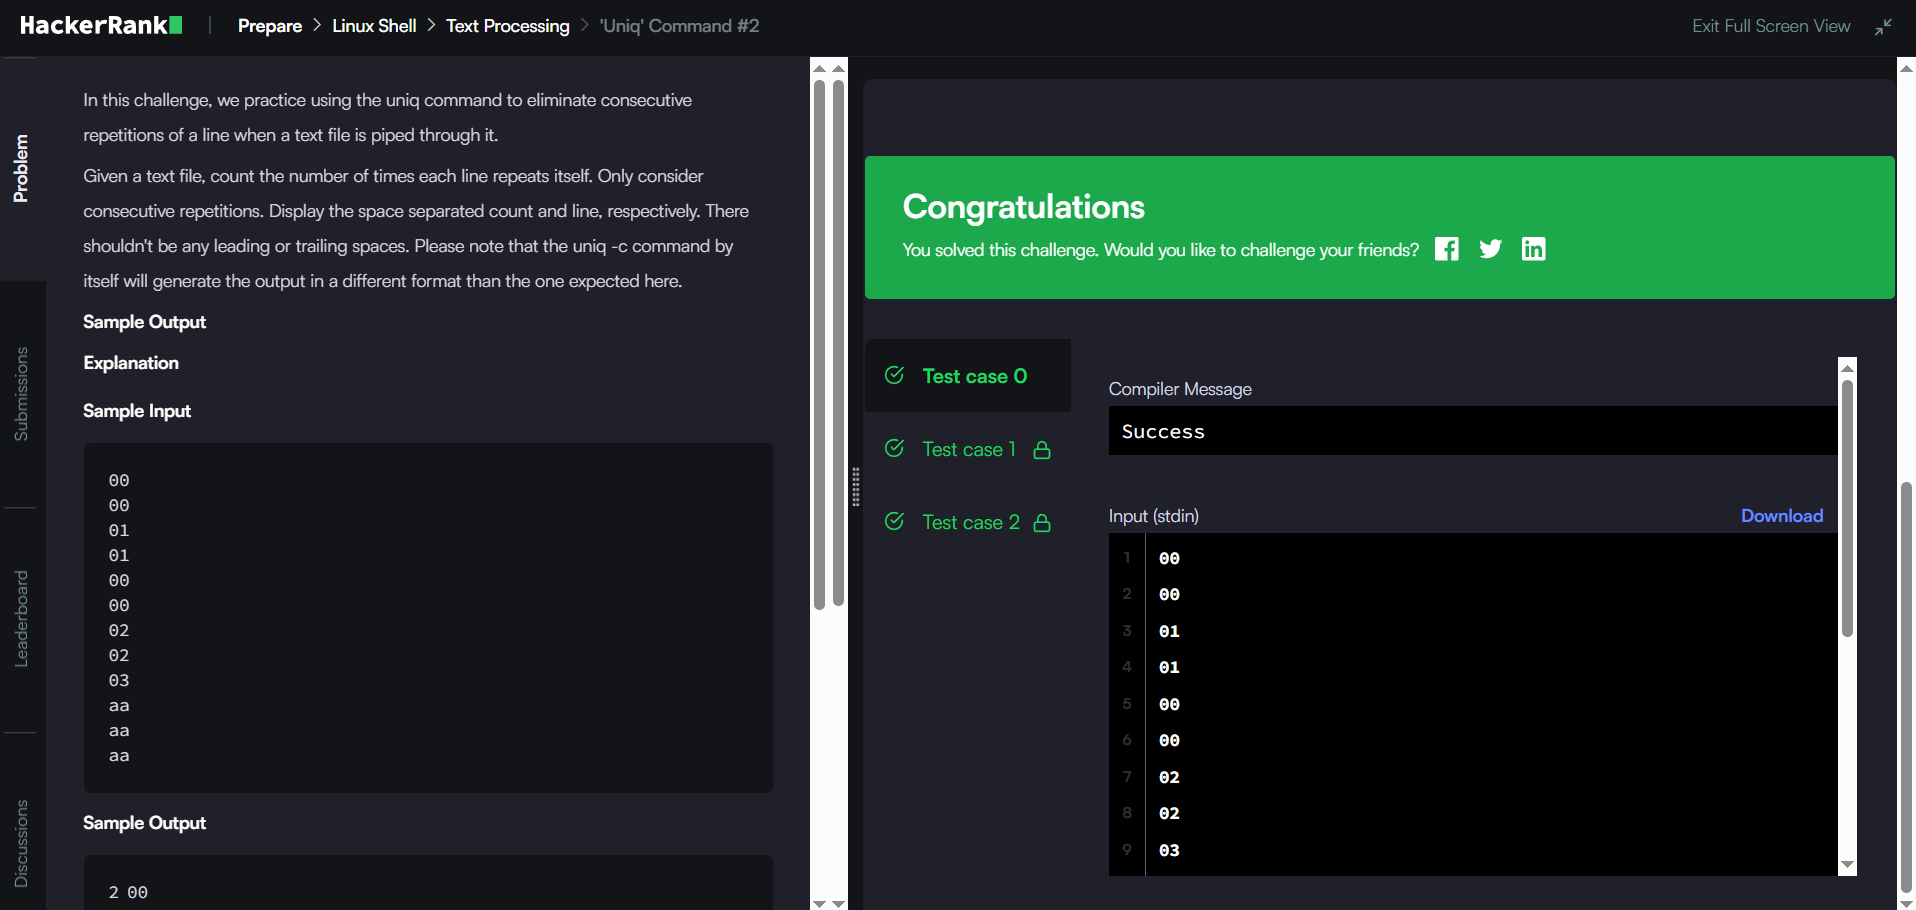 HackerRank
Prepare > Linux Shell > Text Processing > 'Uniq' Command #2
Exit Full Screen View
Problem
Submissions
Leaderboard
Discussions
In this challenge, we practice using the uniq command to eliminate consecutive
repetitions of a line when a text file is piped through it.
Given a text file, count the number of times each line repeats itself. Only consider
consecutive repetitions. Display the space separated count and line, respectively. There
shouldn't be any leading or trailing spaces. Please note that the uniq -c command by
itself will generate the output in a different format than the one expected here.
Sample Output
Explanation
Sample Input
00
00
01
01
00
00
02
02
03
aa
aa
aa
Sample Output
2 00
Congratulations
You solved this challenge. Would you like to challenge your friends?
Test case 0
Test case 1
Test case 2
Compiler Message
Success
Input (stdin)
Download
1 00
2 00
3 01
4 01
5 00
6 00
7 02
8 02
9 03